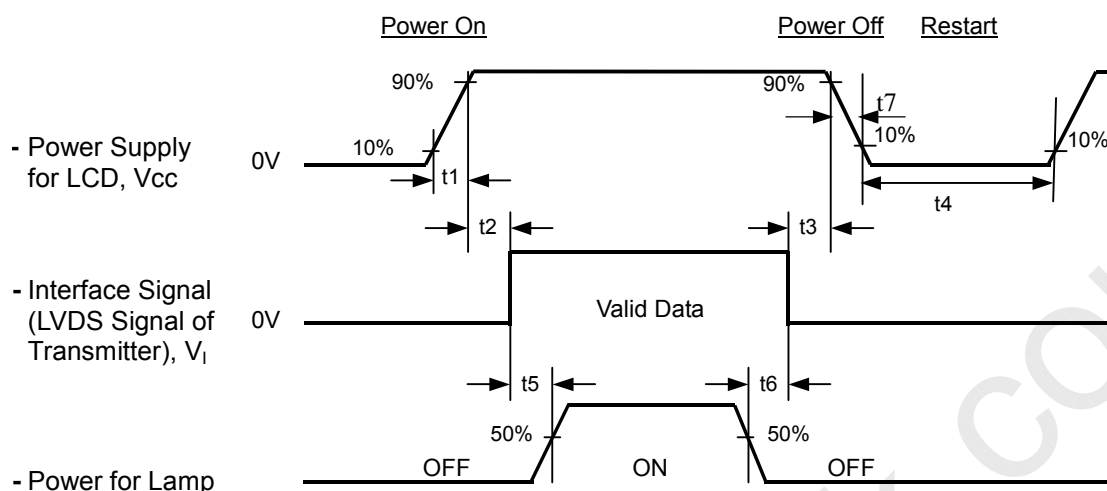 Power On
Power Off
Restart
90%
90%
t7
10%
10%
10%
- Power Supply
for LCD, Vcc
0V
t1
t4
t2
t3
- Interface Signal
(LVDS Signal of
Transmitter), VI
0V
Valid Data
t5
t6
50%
50%
- Power for Lamp
OFF
ON
OFF